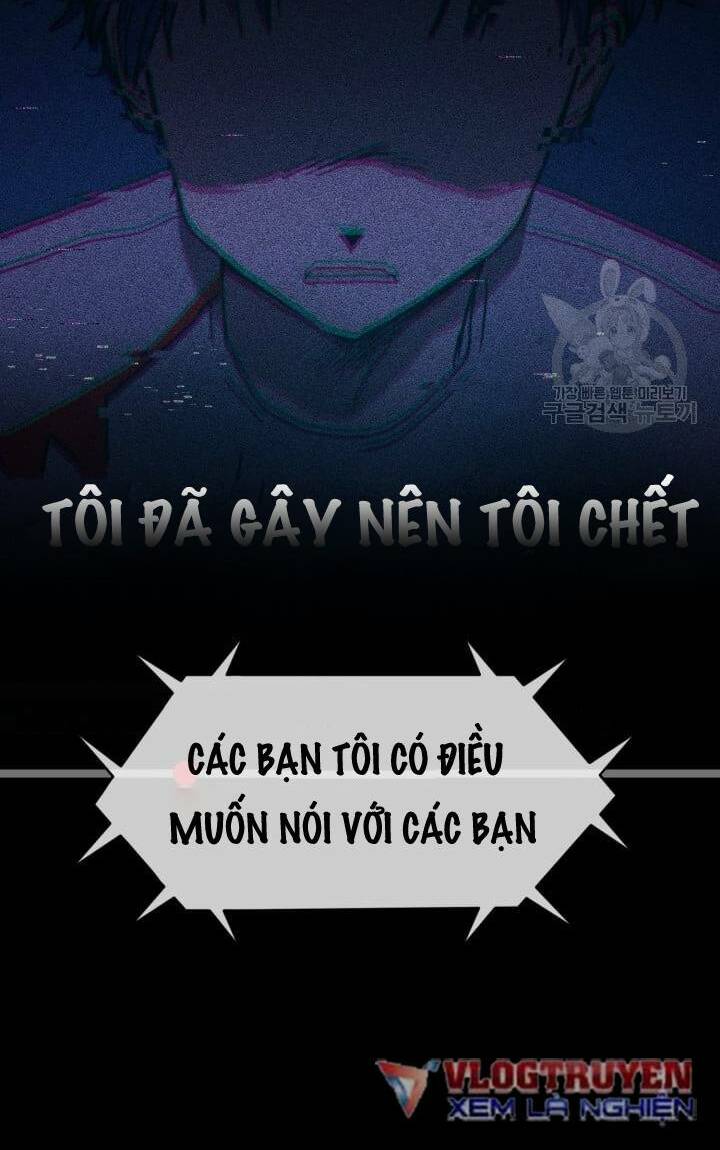 가장 빠른 웹툰 미리보기
구글검색 뉴토끼
TÔI ĐÃ GÂY NÊN TÔI CHẾT
CÁC BẠN TÔI CÓ ĐIỀU
MUỐN NÓI VỚI CÁC BẠN
VLOGTRUYEN
XEM LÀ NGHIỆN